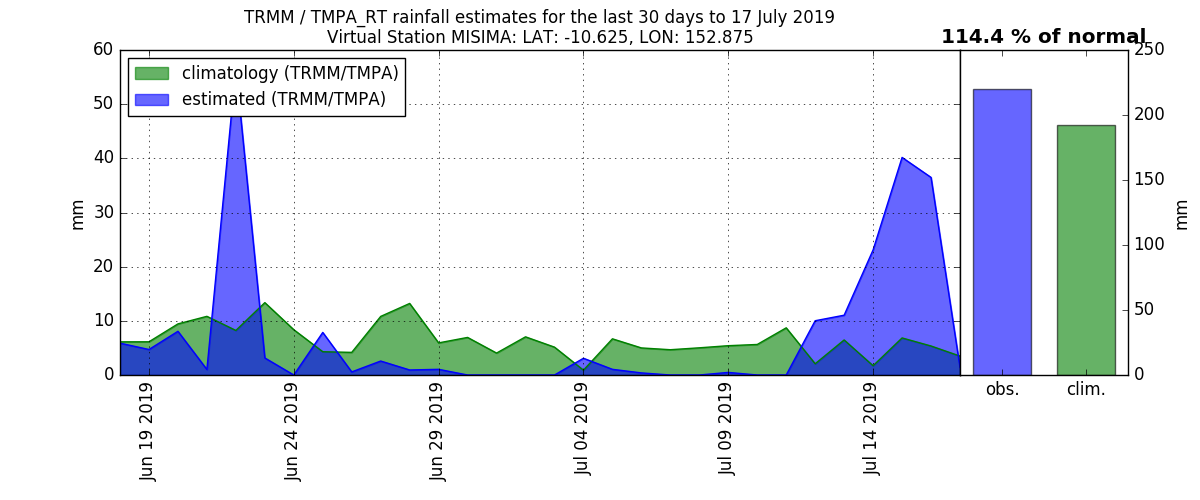 TRMM / TMPA_RT rainfall estimates for the last 30 days to 17 July 2019
Virtual Station MISIMA: LAT: -10.625, LON: 152.875
114.4 % of normal
climatology (TRMM/TMPA)
estimated (TRMM/TMPA)
mm
60
50
40
30
20
10
0
Jun 19 2019
Jun 24 2019
Jun 29 2019
Jul 04 2019
Jul 09 2019
Jul 14 2019
obs.
clim.
250
200
150
100
50
0
mm